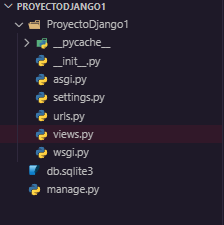 PROYECTODJANGO1
ProyectoDjango1
__pycache__
__init__.py
asgi.py
settings.py
urls.py
views.py
wsgi.py
db.sqlite3
manage.py